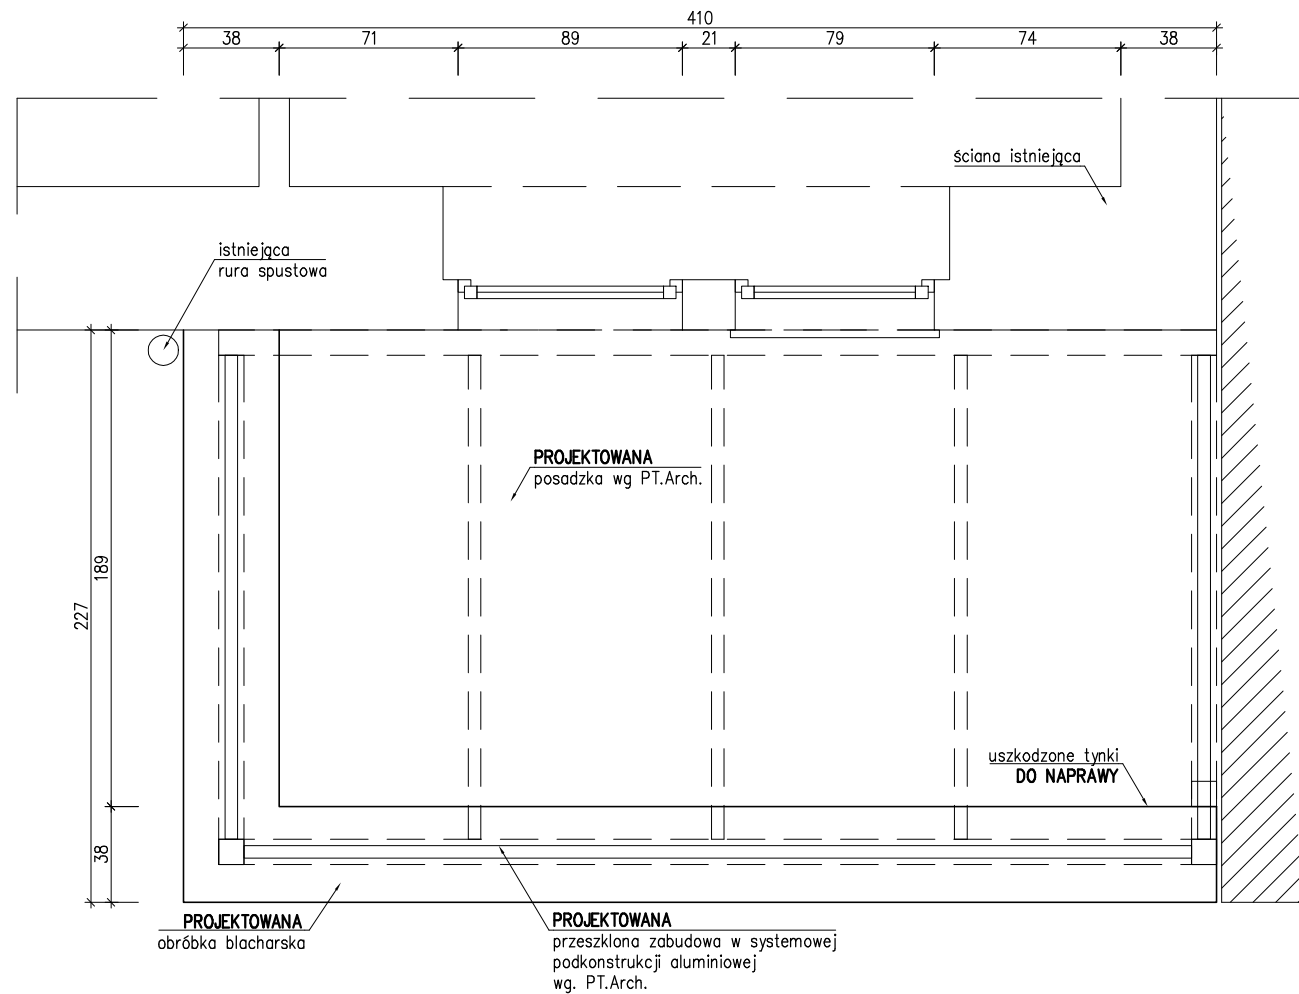 410
38 71 89 21 79 74 38
ściana istniejąca
istniejąca
rura spustowa
PROJEKTOWANA
posadzka wg PT.Arch.
189
227
uszkodzone tynki
DO NAPRAWY
38
PROJEKTOWANA
obróbka blacharska
PROJEKTOWANA
przeszklona zabudowa w systemowej
podkonstrukcji aluminiowej
wg. PT.Arch.